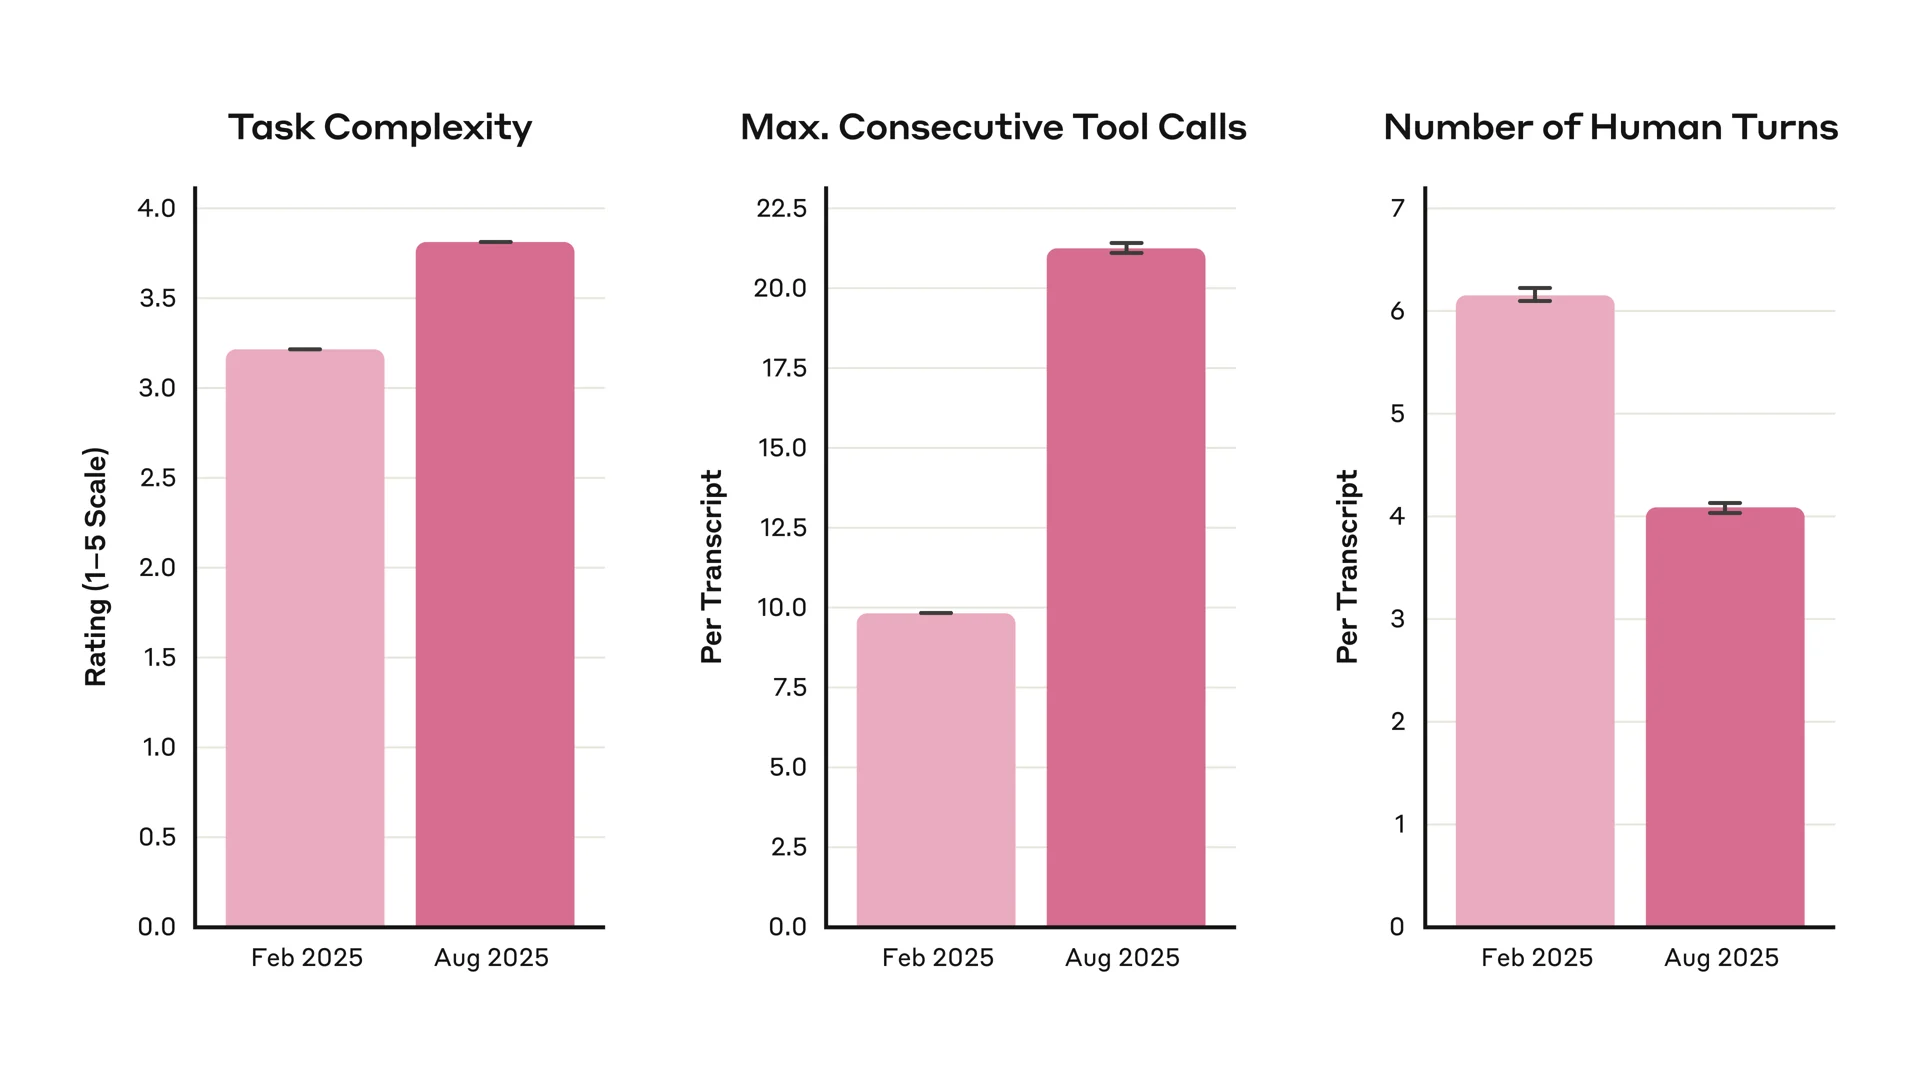 Task Complexity
Rating (1–5 Scale)
4.0
3.5
3.0
2.5
2.0
1.5
1.0
0.5
0.0
Feb 2025
Aug 2025
Max. Consecutive Tool Calls
Per Transcript
22.5
20.0
17.5
15.0
12.5
10.0
7.5
5.0
2.5
0.0
Feb 2025
Aug 2025
Number of Human Turns
Per Transcript
7
6
5
4
3
2
1
0
Feb 2025
Aug 2025